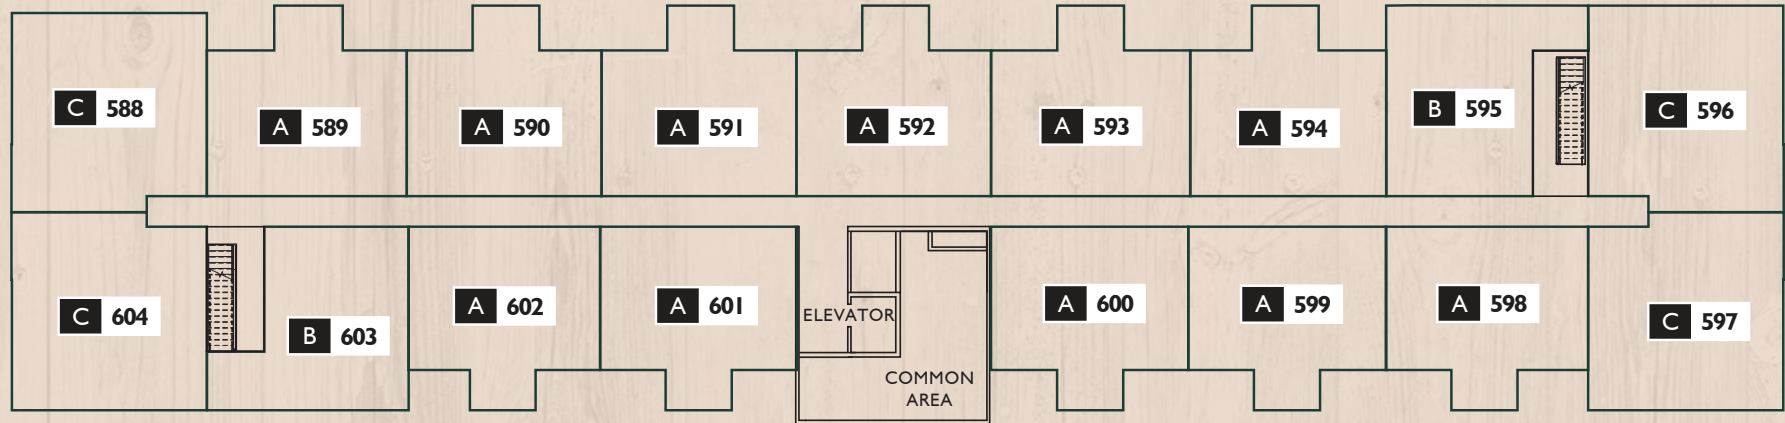 C 588
A 589
A 590
A 591
A 592
A 593
A 594
B 595
C 596
C 604
B 603
A 602
A 601
ELEVATOR
COMMON
AREA
A 600
A 599
A 598
C 597